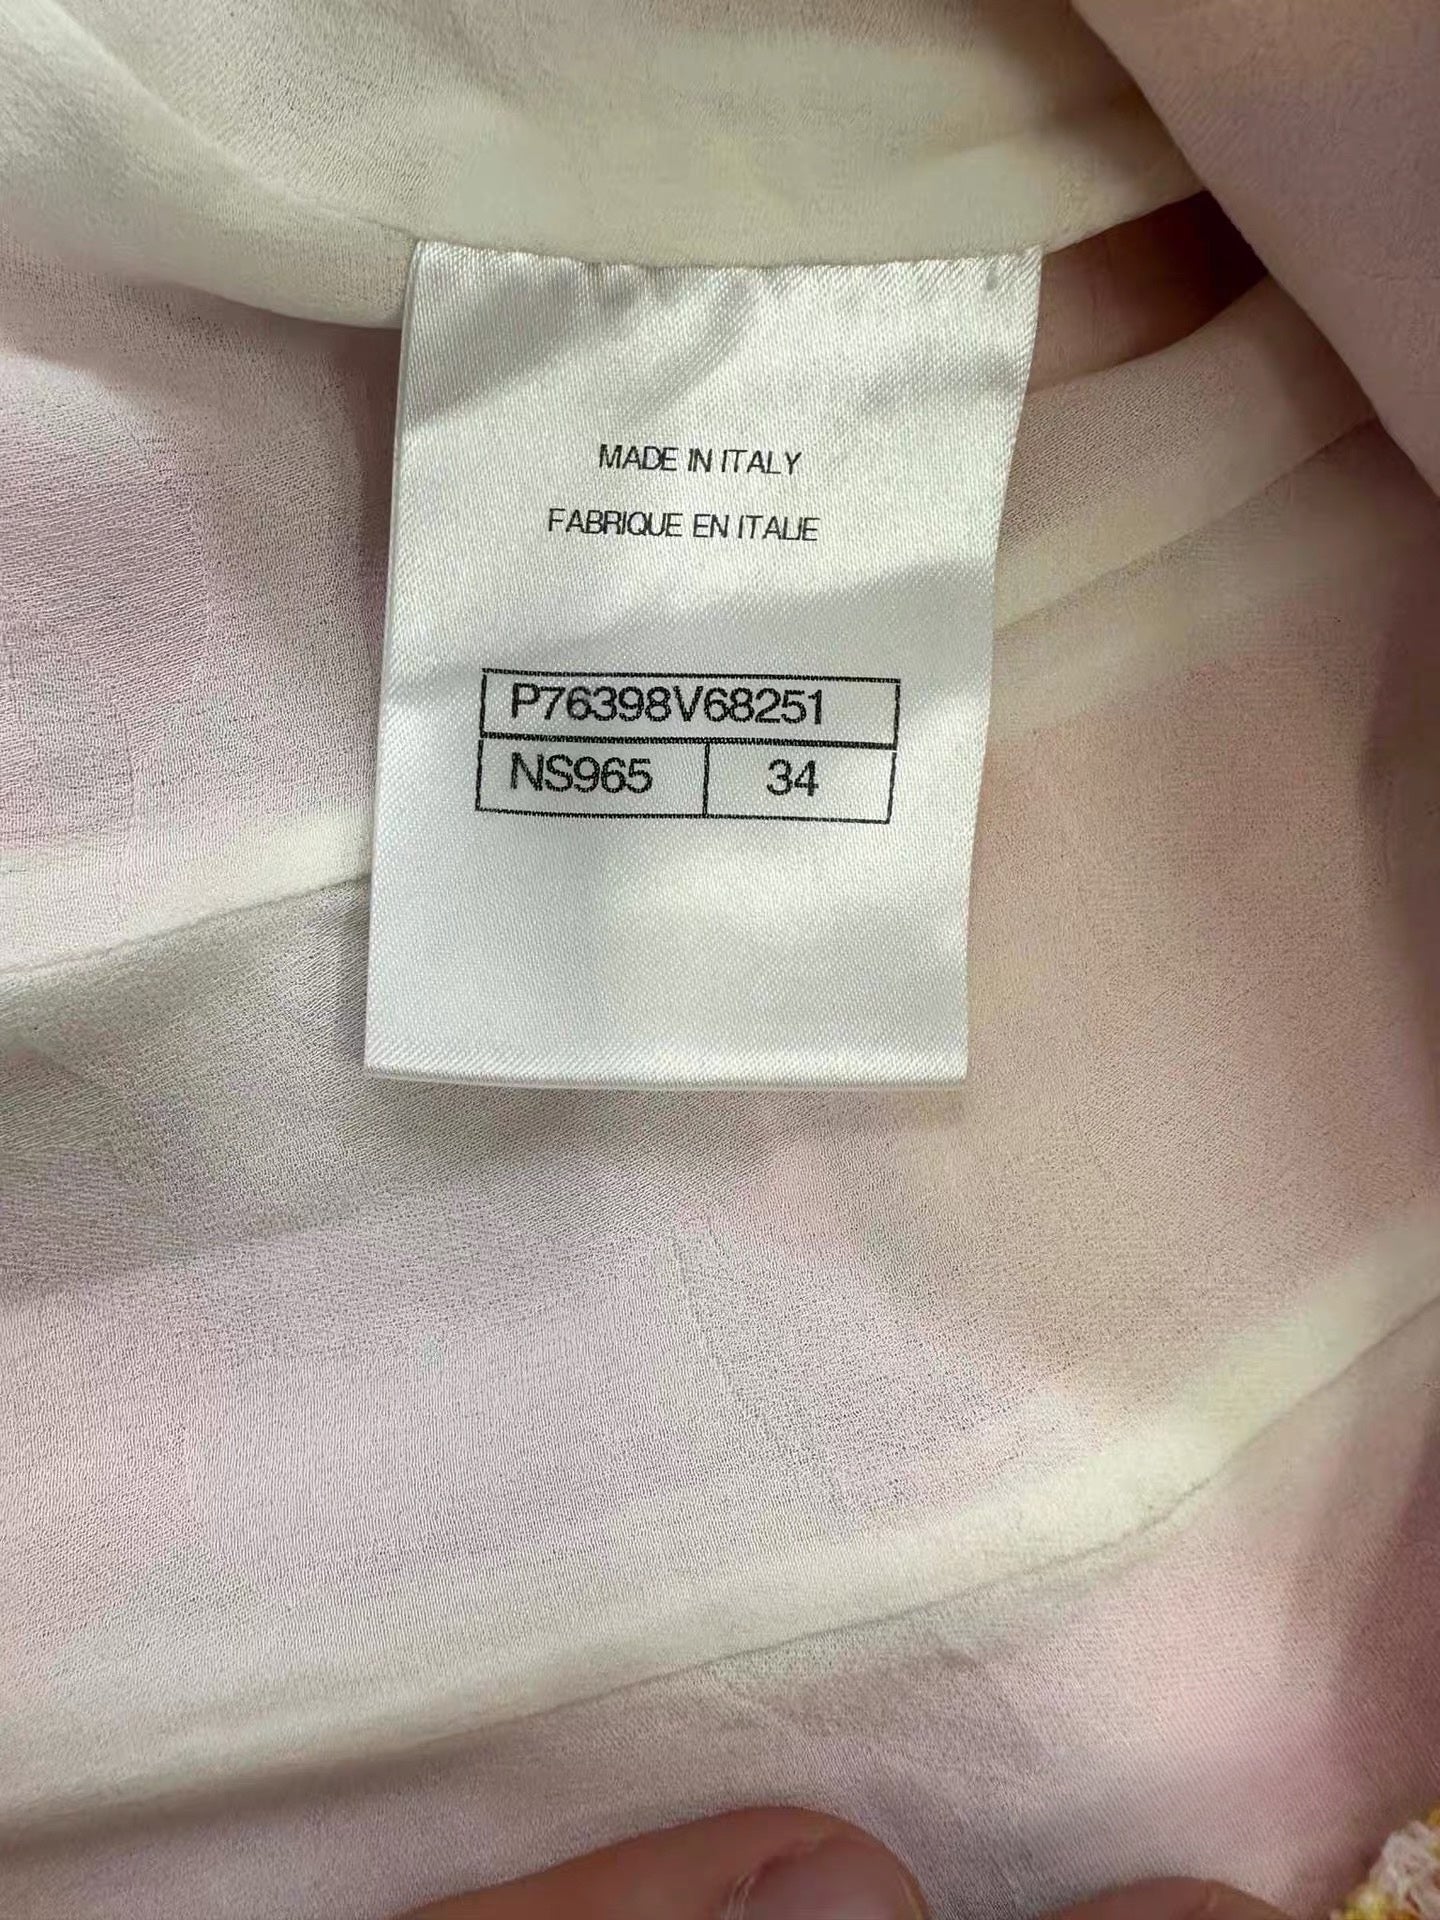 MADE IN ITALY
FABRIQUE EN ITALIE
P76398V68251
NS965 34